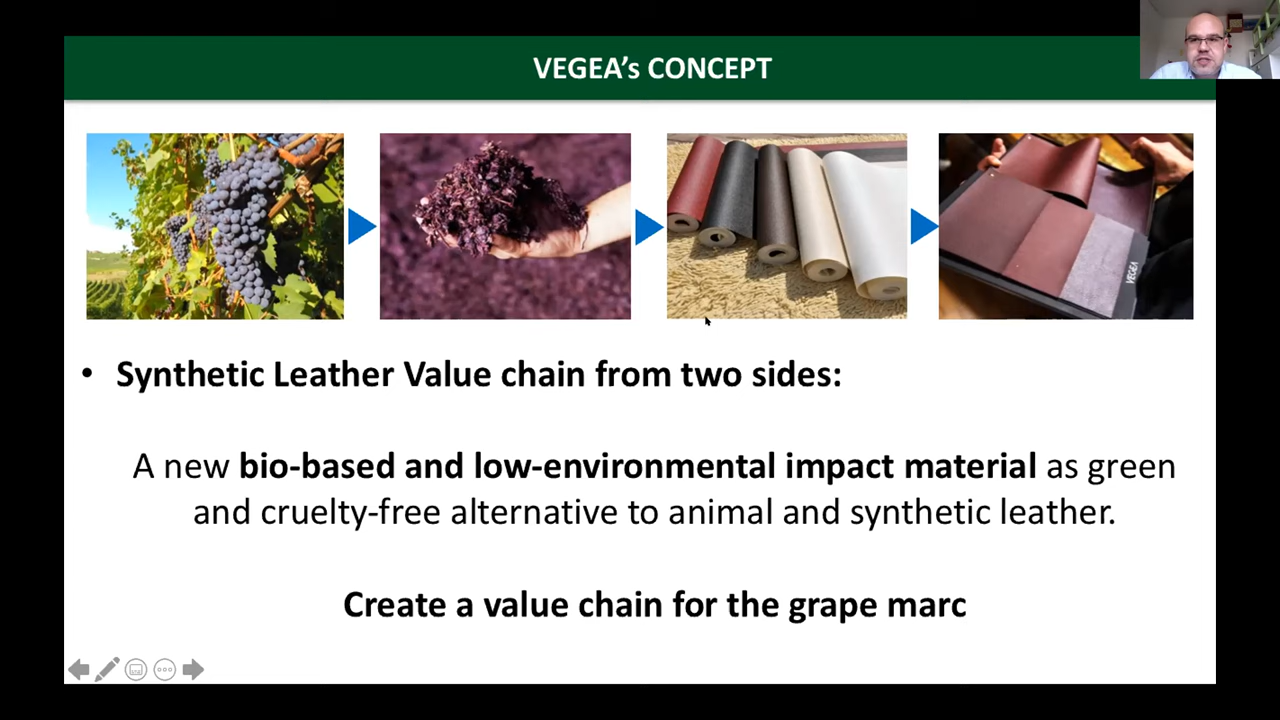 VEGEA's CONCEPT
VEGEA
• Synthetic Leather Value chain from two sides:
A new bio-based and low-environmental impact material as green
and cruelty-free alternative to animal and synthetic leather.
Create a value chain for the grape marc